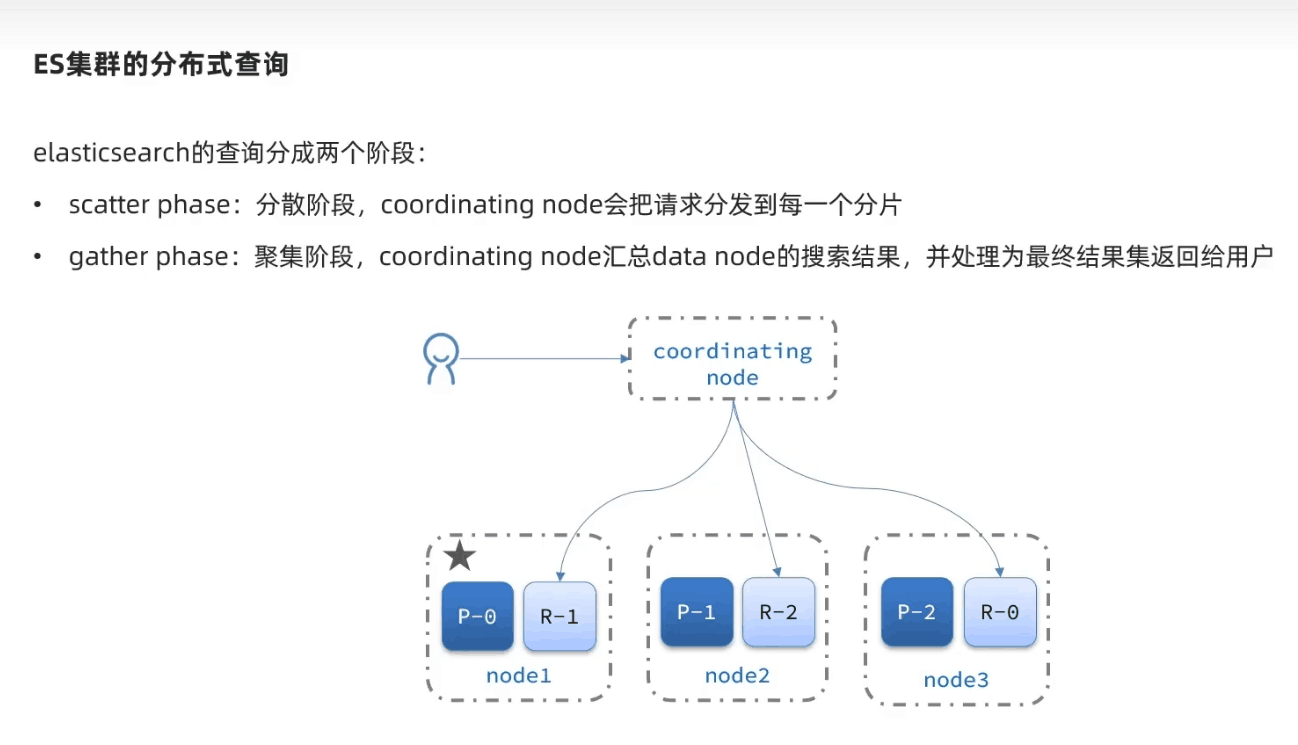 ES集群的分布式查询
elasticsearch的查询分成两个阶段：
• scatter phase：分散阶段，coordinating node会把请求分发到每一个分片
• gather phase：聚集阶段，coordinating node汇总data node的搜索结果，并处理为最终结果集返回给用户
coordinating
node
P-0 R-1
node1
P-1 R-2
node2
P-2 R-0
node3